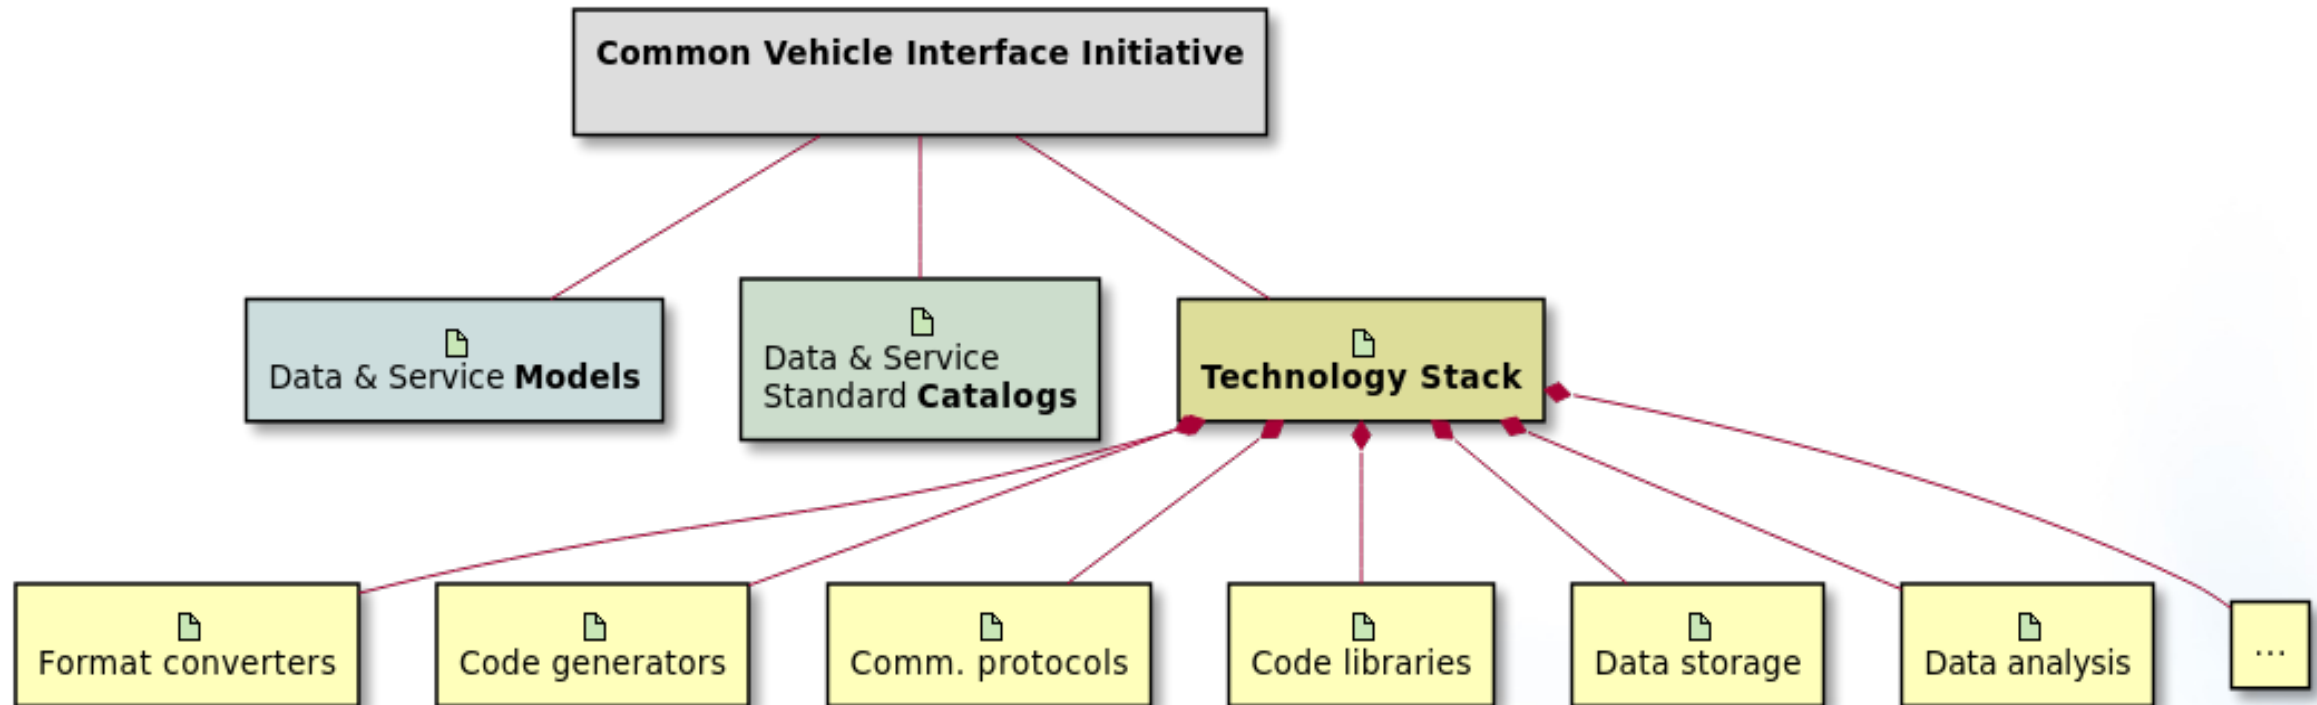 Common Vehicle Interface Initiative
Data & Service Models
Data & Service
Standard Catalogs
Technology Stack
Format converters
Code generators
Comm. protocols
Code libraries
Data storage
Data analysis
...